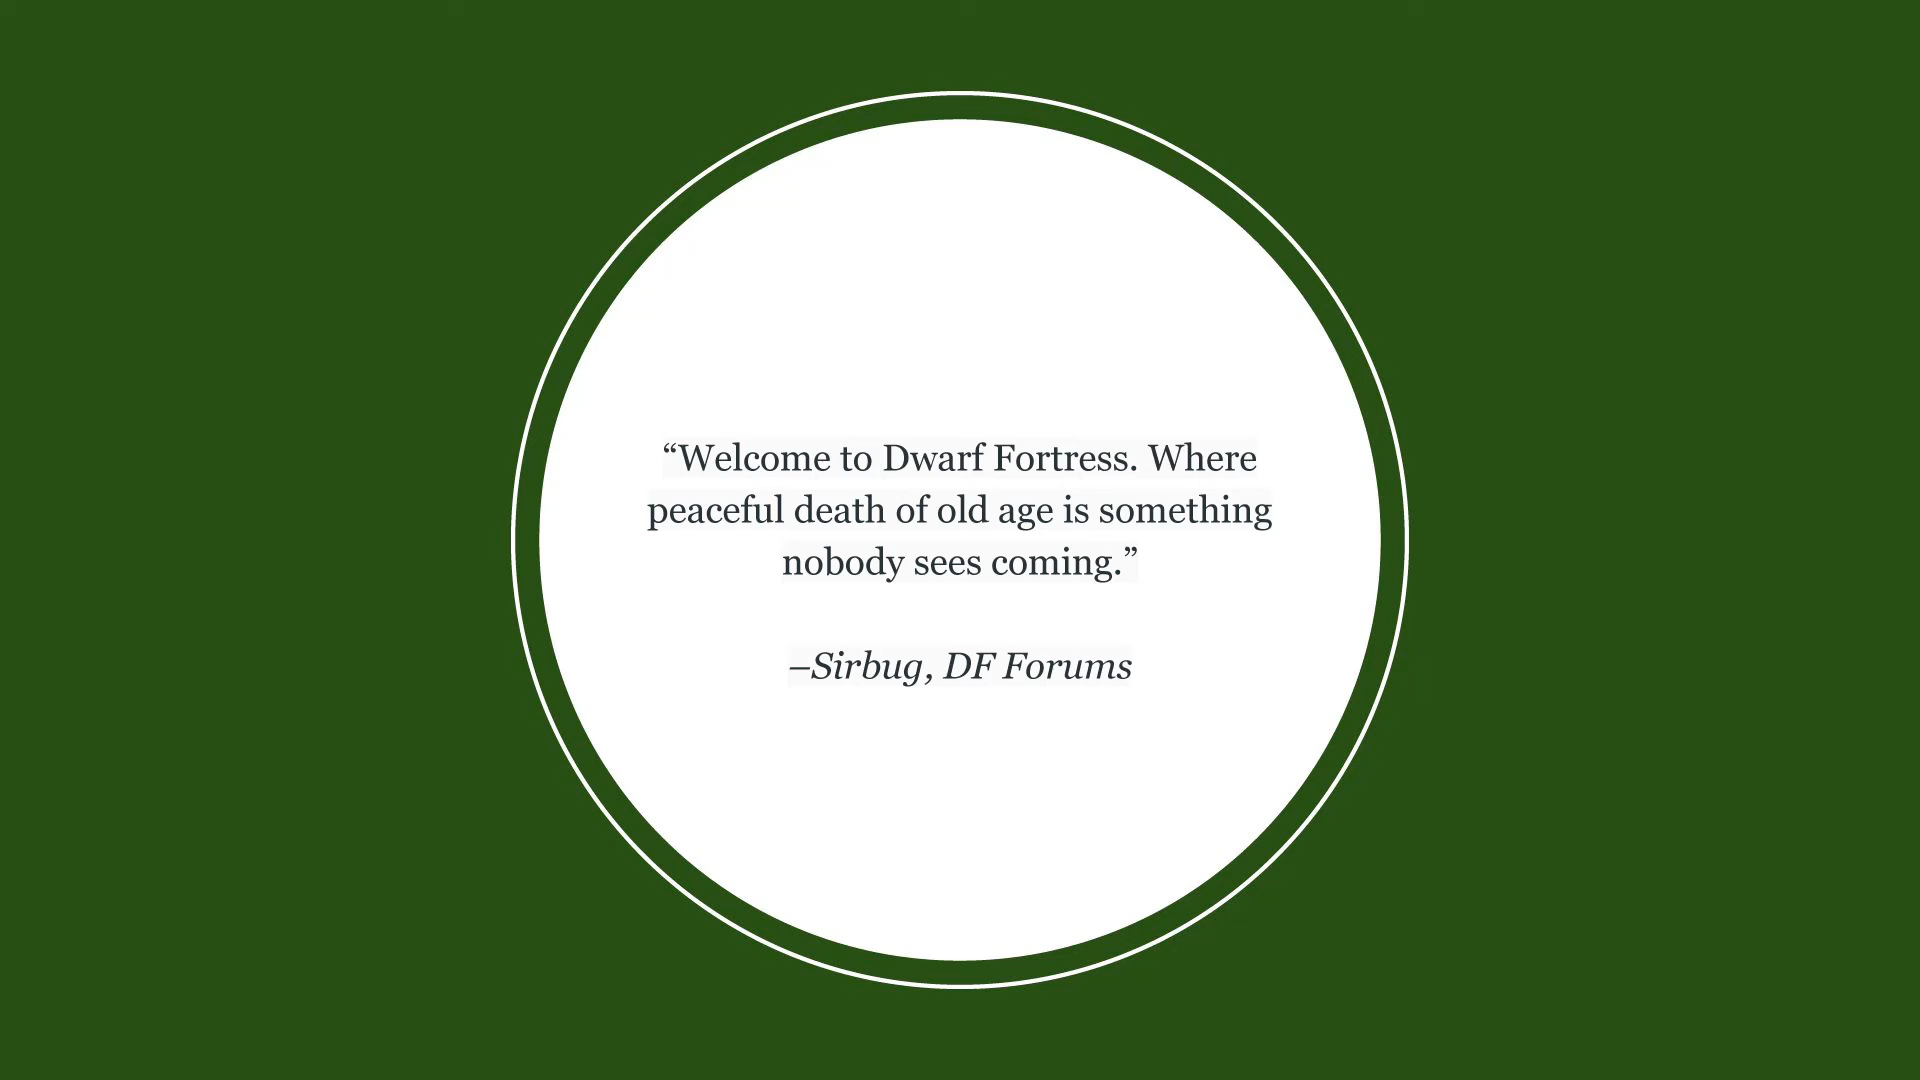 “Welcome to Dwarf Fortress. Where
peaceful death of old age is something
nobody sees coming.”
–Sirbug, DF Forums